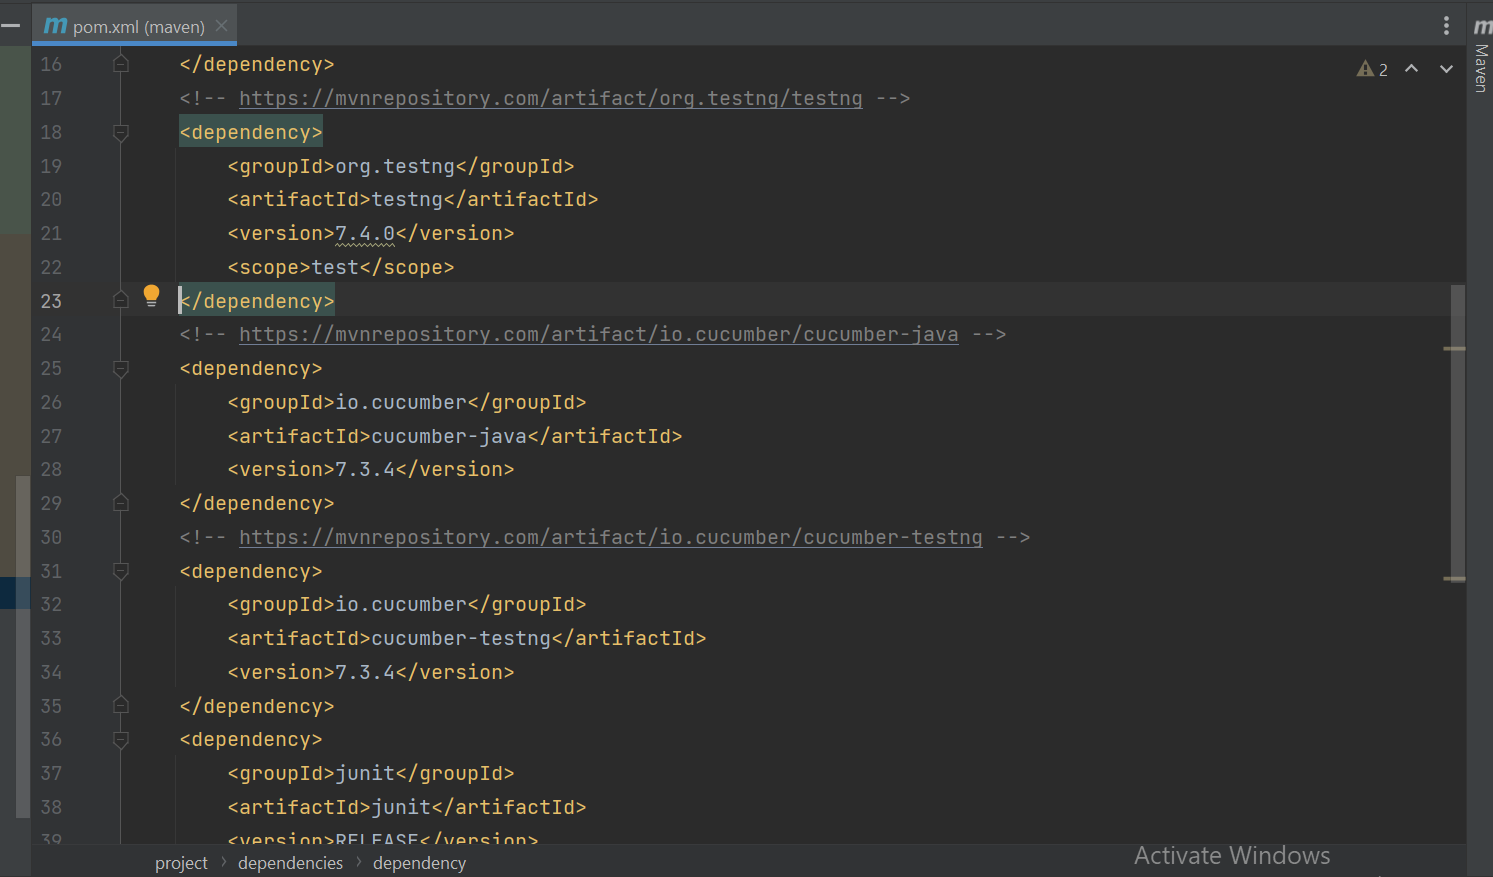 m pom.xml (maven)
m
Maven
2
16 </dependency>
17 <!-- https://mvnrepository.com/artifact/org.testng/testng -->
18 <dependency>
19 <groupId>org.testng</groupId>
20 <artifactId>testng</artifactId>
21 <version>7.4.0</version>
22 <scope>test</scope>
23 </dependency>
24 <!-- https://mvnrepository.com/artifact/io.cucumber/cucumber-java -->
25 <dependency>
26 <groupId>io.cucumber</groupId>
27 <artifactId>cucumber-java</artifactId>
28 <version>7.3.4</version>
29 </dependency>
30 <!-- https://mvnrepository.com/artifact/io.cucumber/cucumber-testng -->
31 <dependency>
32 <groupId>io.cucumber</groupId>
33 <artifactId>cucumber-testng</artifactId>
34 <version>7.3.4</version>
35 </dependency>
36 <dependency>
37 <groupId>junit</groupId>
38 <artifactId>junit</artifactId>
39 <version>RELEASE</version>
project > dependencies > dependency
Activate Windows